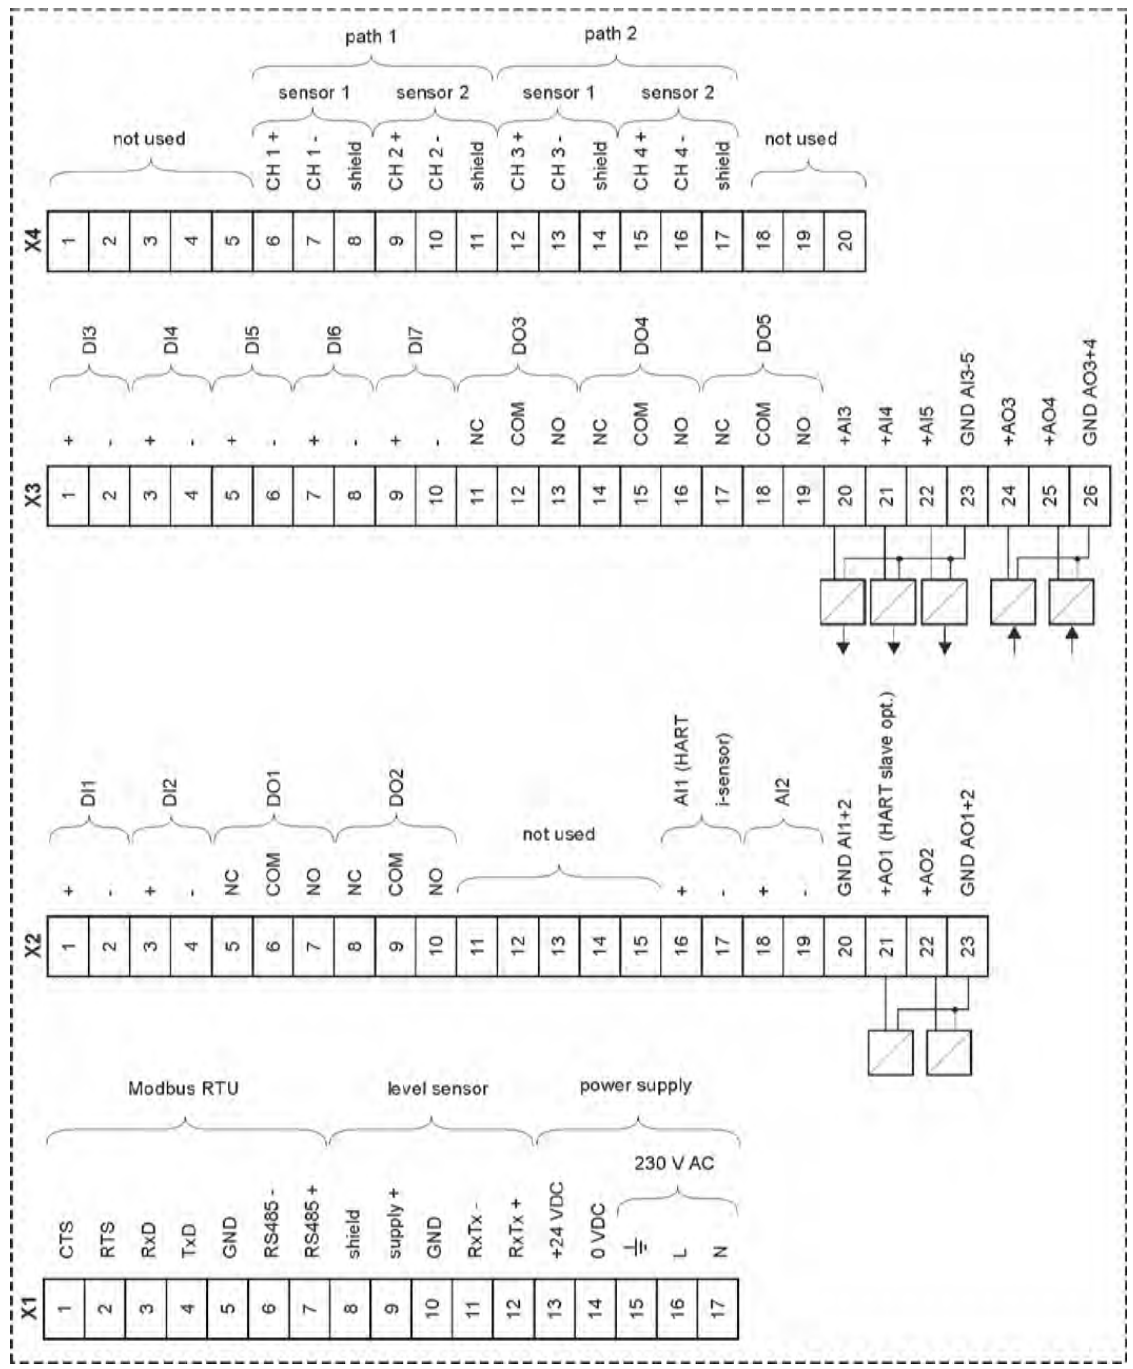 path 1 path 2
sensor 1 sensor 2 sensor 1 sensor 2
not used CH 1 + CH 1 - shield CH 2 + CH 2 - shield CH 3 + CH 3 - shield CH 4 + CH 4 - shield not used
X4 1 2 3 4 5 6 7 8 9 10 11 12 13 14 15 16 17 18 19 20
DI3 DI4 DI5 DI6 DI7 DO3 DO4 DO5
+ - + - + - + - + - NC COM NO NC COM NO NC COM NO +AI3 +AI4 +AI5 GND AI3-5 +AO3 +AO4 GND AO3+4
X3 1 2 3 4 5 6 7 8 9 10 11 12 13 14 15 16 17 18 19 20 21 22 23 24 25 26
DI1 DI2 DO1 DO2 not used AI1 (HART i-sensor) AI2
+ - + - NC COM NO NC COM NO + - + - GND AI1+2 +AO1 (HART slave opt.) +AO2 GND AO1+2
X2 1 2 3 4 5 6 7 8 9 10 11 12 13 14 15 16 17 18 19 20 21 22 23
Modbus RTU level sensor power supply
230 V AC
CTS RTS RxD TxD GND RS485 - RS485 + shield supply + GND RxTx - RxTx + +24 VDC 0 VDC L N
X1 1 2 3 4 5 6 7 8 9 10 11 12 13 14 15 16 17